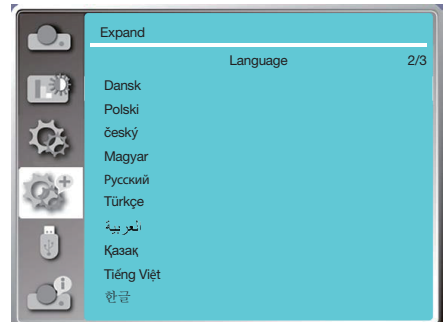 Expand
Language 2/3
Dansk
Polski
český
Magyar
Русский
Türkçe
العربية
Қазақ
Tiếng Việt
한글